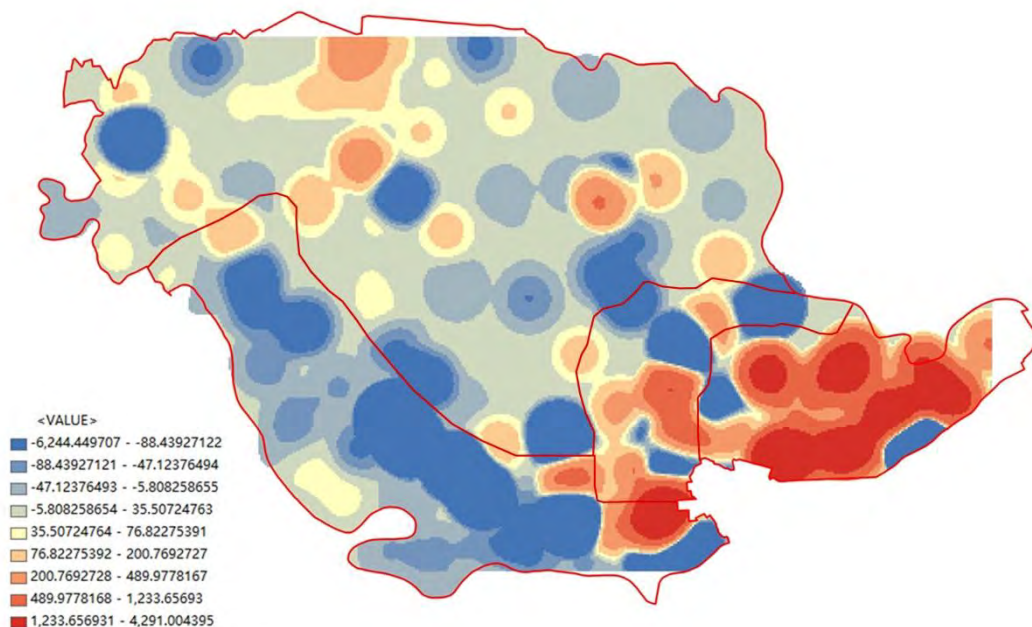 <VALUE>
-6,244.449707 - -88.43927122
-88.43927121 - -47.12376494
-47.12376493 - -5.808258655
-5.808258654 - 35.50724763
35.50724764 - 76.82275391
76.82275392 - 200.7692727
200.7692728 - 489.9778167
489.9778168 - 1,233.65693
1,233.656931 - 4,291.004395